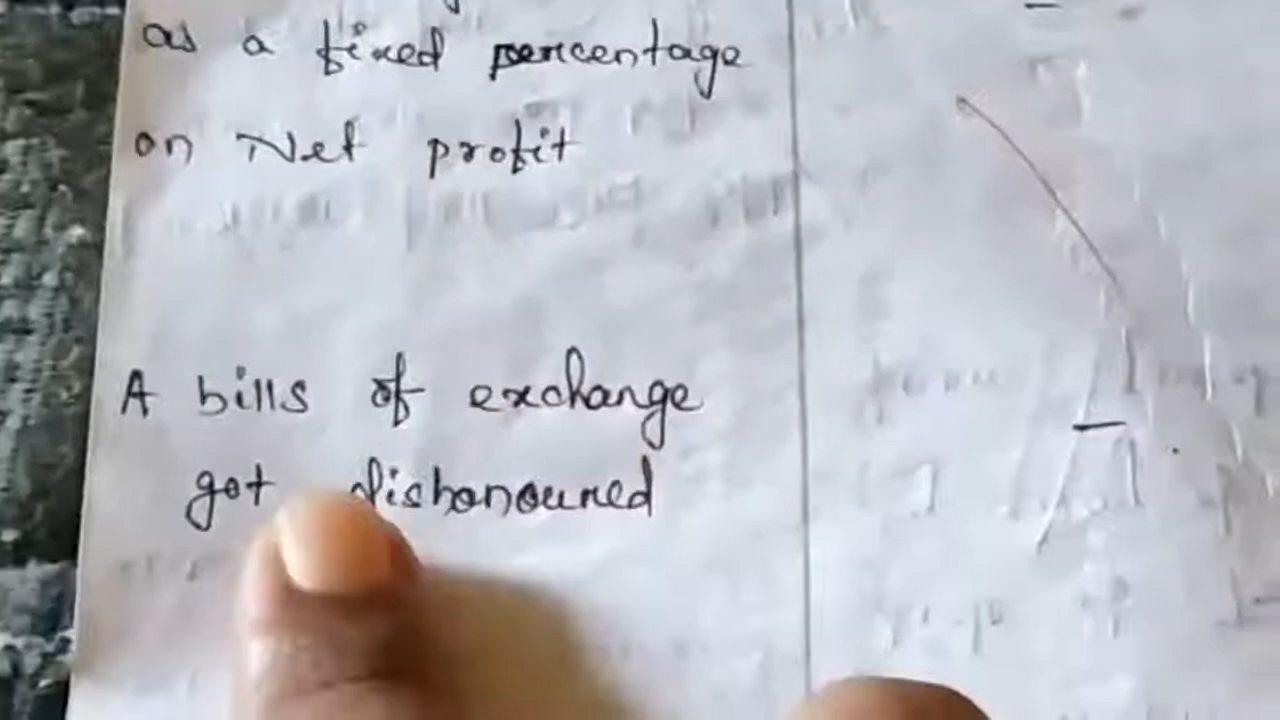 as a fixed percentage
on Net profit
A bills of exchange
got dishonoured